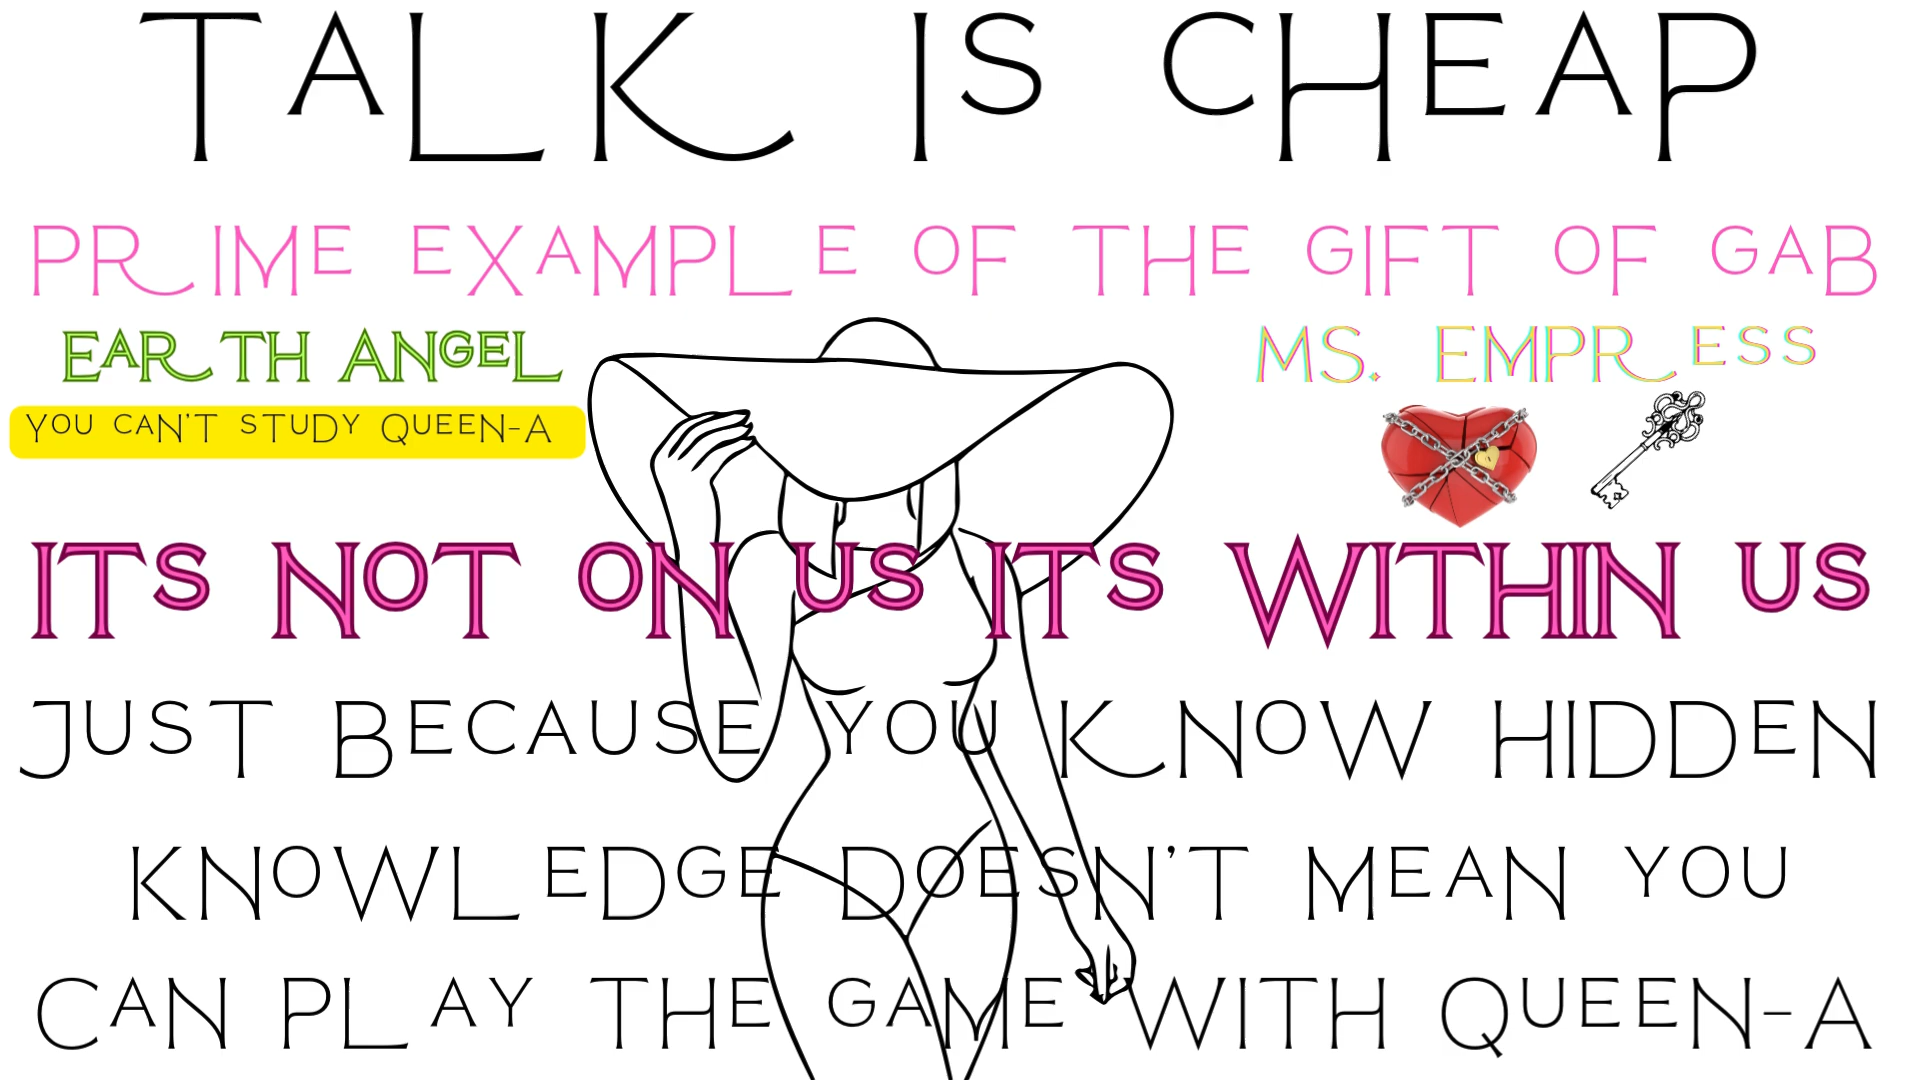 TALK IS CHEAP
PRIME EXAMPLE OF THE GIFT OF GAB
EARTH ANGEL
MS. EMPRESS
YOU CAN'T STUDY QUEEN-A
ITS NOT ON US ITS WITHIN US
JUST BECAUSE YOU KNOW HIDDEN
KNOWLEDGE DOESN'T MEAN YOU
CAN PLAY THE GAME WITH QUEEN-A